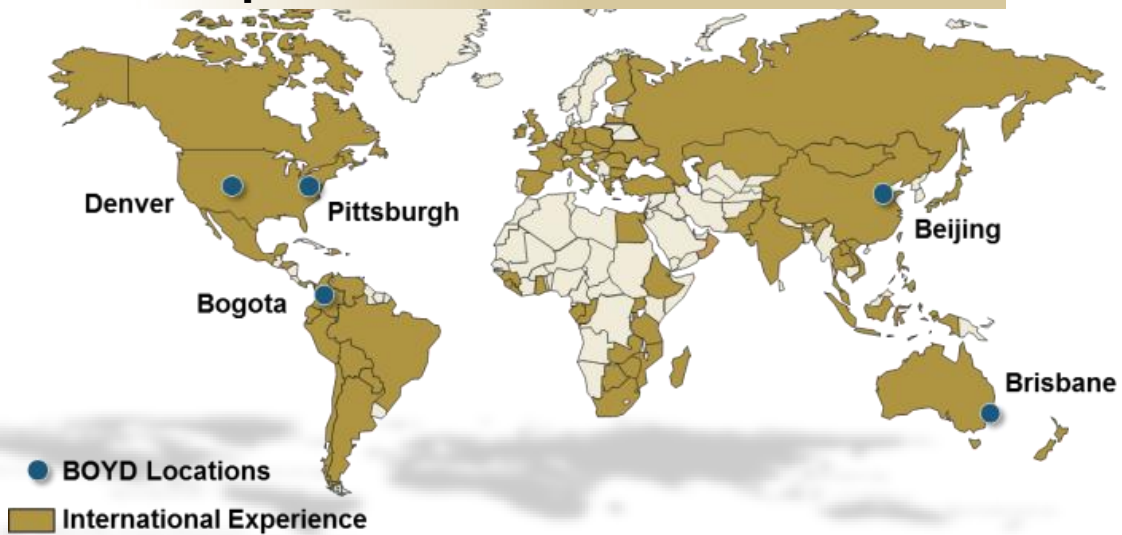 Denver
Pittsburgh
Beijing
Bogota
Brisbane
BOYD Locations
International Experience